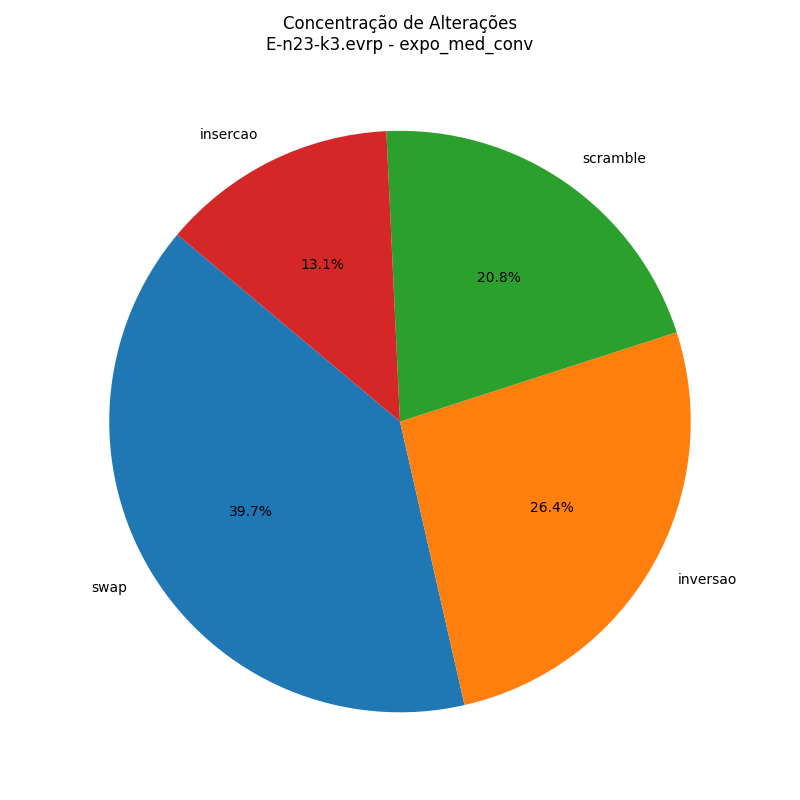 Concentração de Alterações
E-n23-k3.evrp - expo_med_conv
insercao
scramble
13.1%
20.8%
39.7%
26.4%
inversao
swap